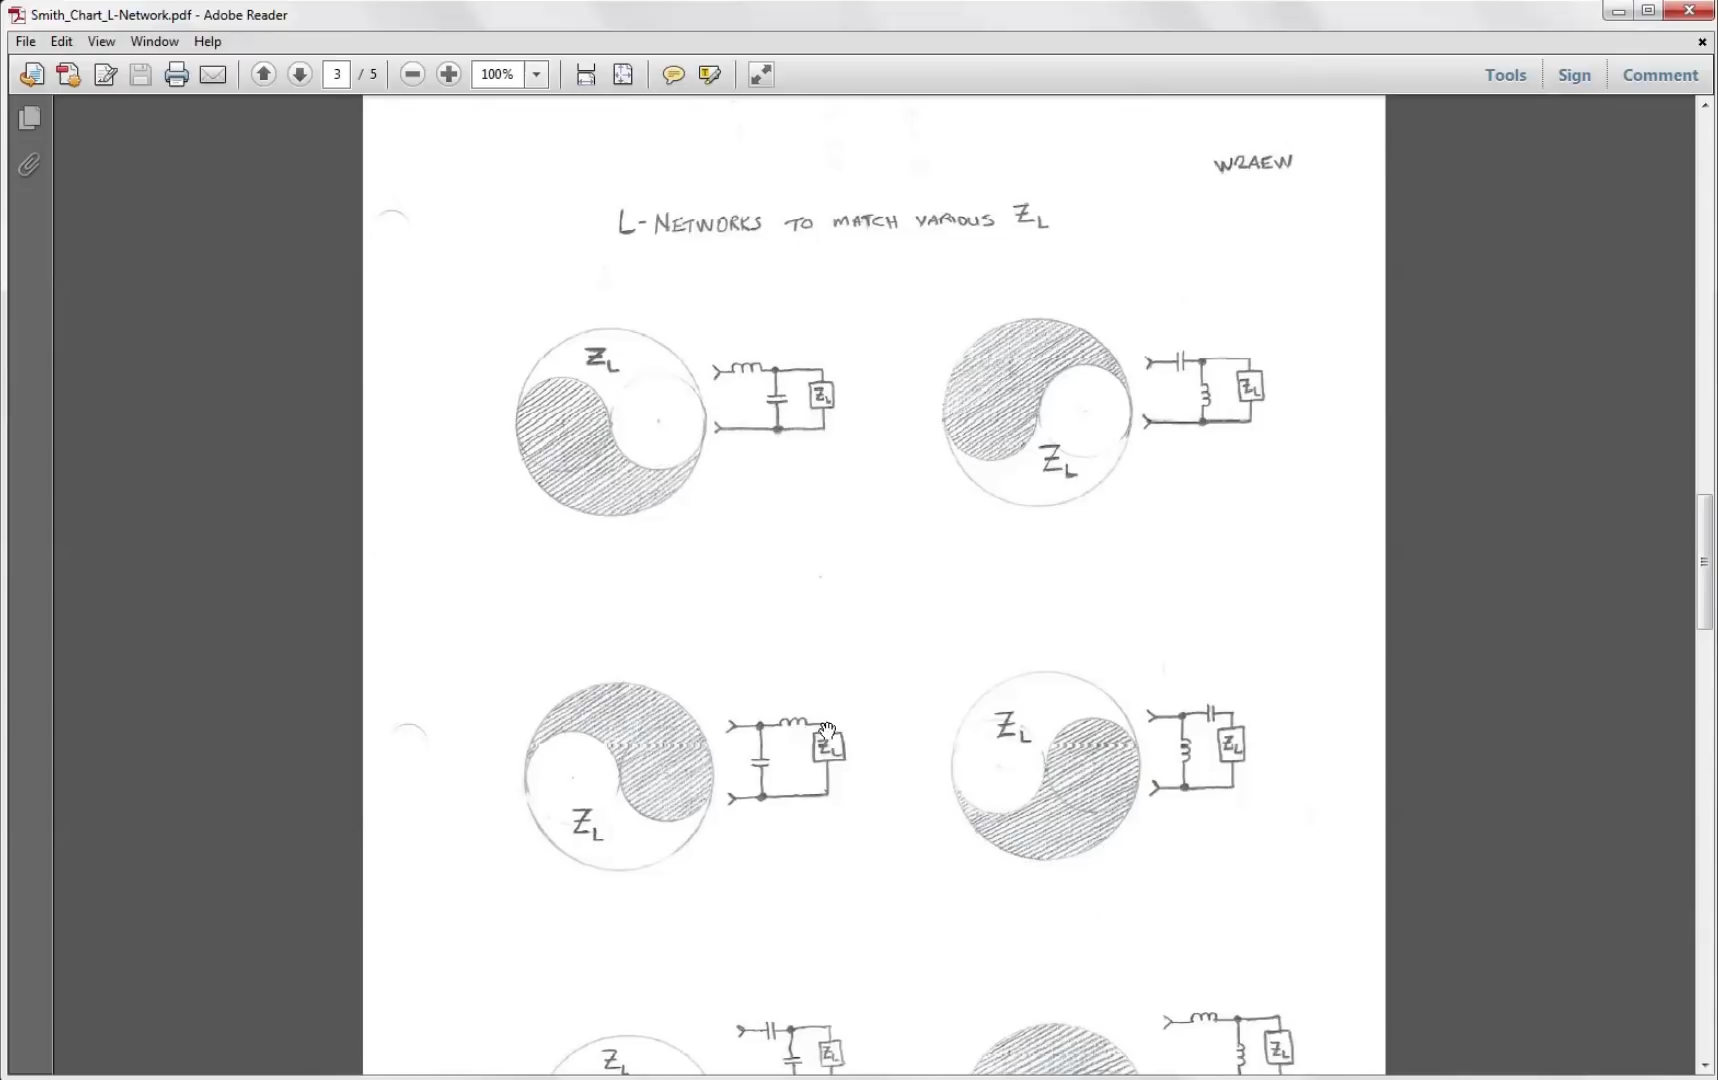 Smith_Chart_L-Network.pdf - Adobe Reader
File Edit View Window Help
3 / 5 100% Tools Sign Comment
W2AEW
L-NETWORKS TO MATCH VARIOUS ZL
ZL ZL ZL
ZL
ZL ZL ZL
ZL
ZL ZL ZL
ZL